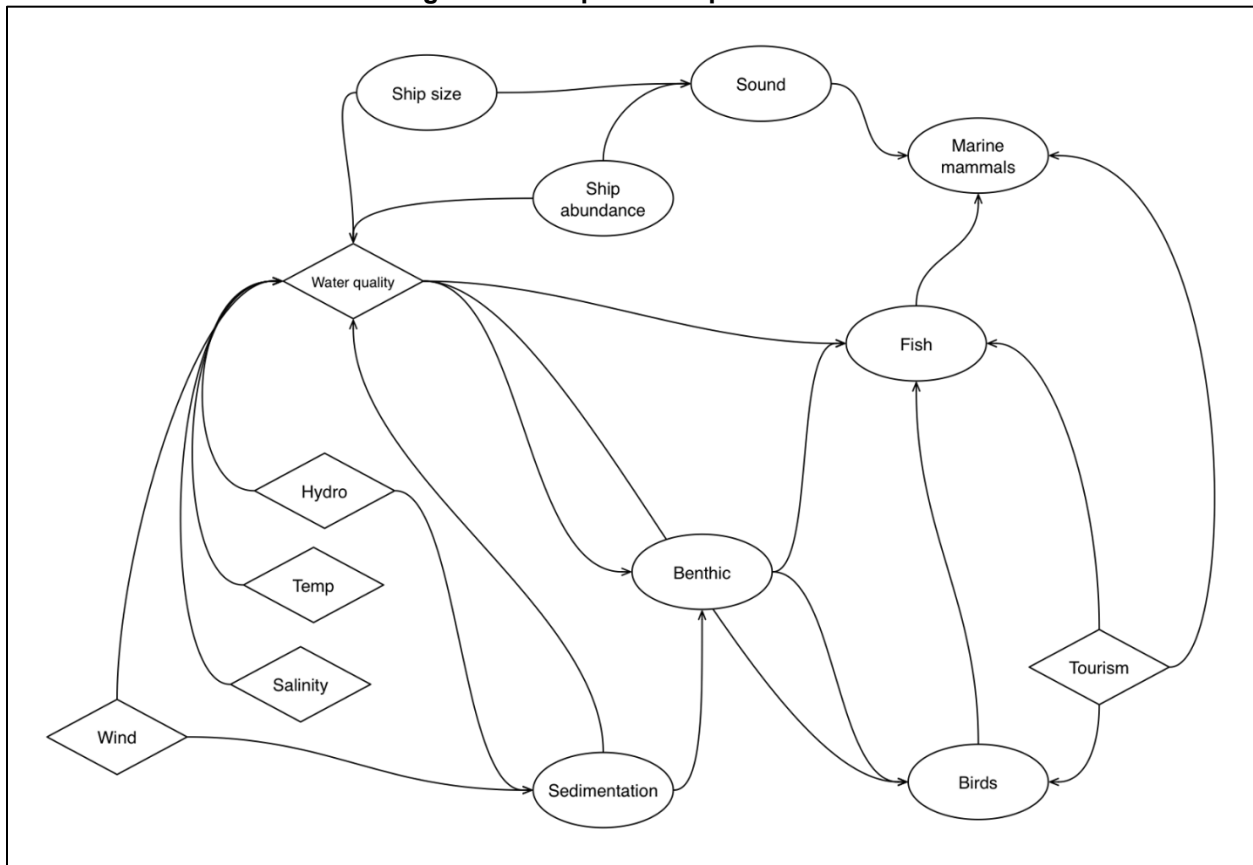 Ship size
Sound
Marine
mammals
Ship
abundance
Water quality
Fish
Hydro
Benthic
Temp
Tourism
Salinity
Wind
Birds
Sedimentation